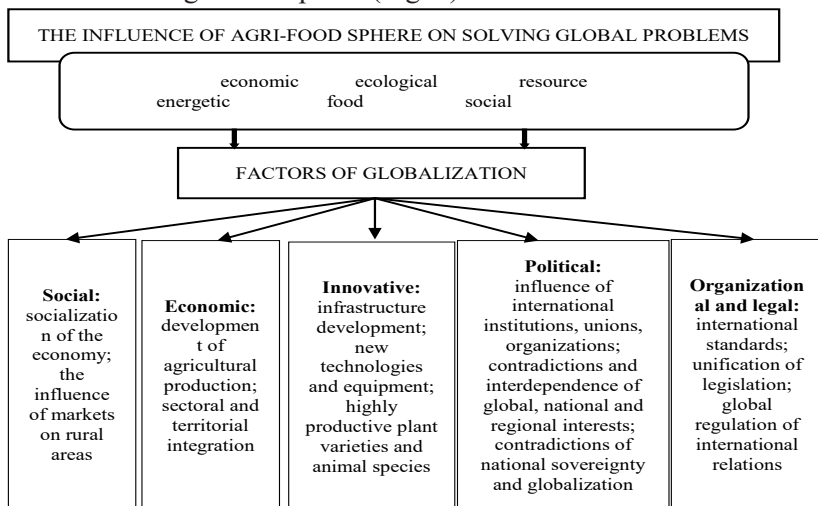 THE INFLUENCE OF AGRI-FOOD SPHERE ON SOLVING GLOBAL PROBLEMS
economic ecological resource
energetic food social
FACTORS OF GLOBALIZATION
Social:
socializatio
n of the
economy;
the
influence
of markets
on rural
areas
Economic:
developmen
t of
agricultural
production;
sectoral and
territorial
integration
Innovative:
infrastructure
development;
new
technologies
and equipment;
highly
productive plant
varieties and
animal species
Political:
influence of
international
institutions, unions,
organizations;
contradictions and
interdependence of
global, national and
regional interests;
contradictions of
national sovereignty
and globalization
Organization
al and legal:
international
standards;
unification of
legislation;
global
regulation of
international
relations